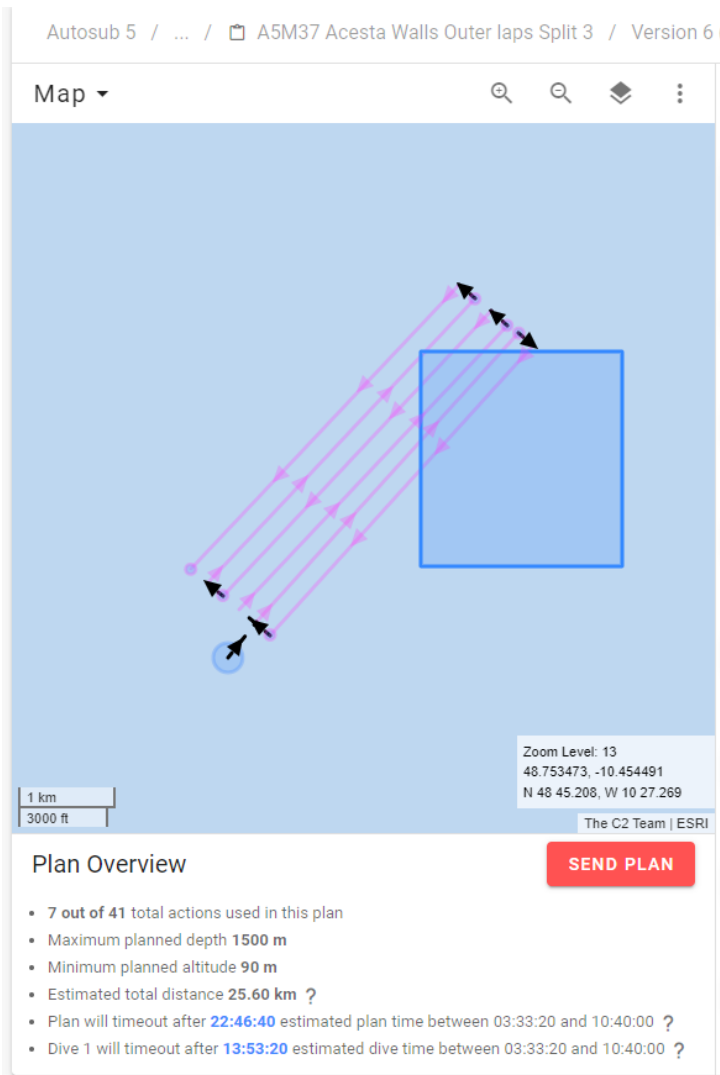 Autosub 5 / ... / A5M37 Acesta Walls Outer laps Split 3 / Version 6
Map
Zoom Level: 13
48.753473, -10.454491
N 48 45.208, W 10 27.269
1 km
3000 ft
The C2 Team | ESRI
Plan Overview
SEND PLAN
7 out of 41 total actions used in this plan
Maximum planned depth 1500 m
Minimum planned altitude 90 m
Estimated total distance 25.60 km ?
Plan will timeout after 22:46:40 estimated plan time between 03:33:20 and 10:40:00 ?
Dive 1 will timeout after 13:53:20 estimated dive time between 03:33:20 and 10:40:00 ?